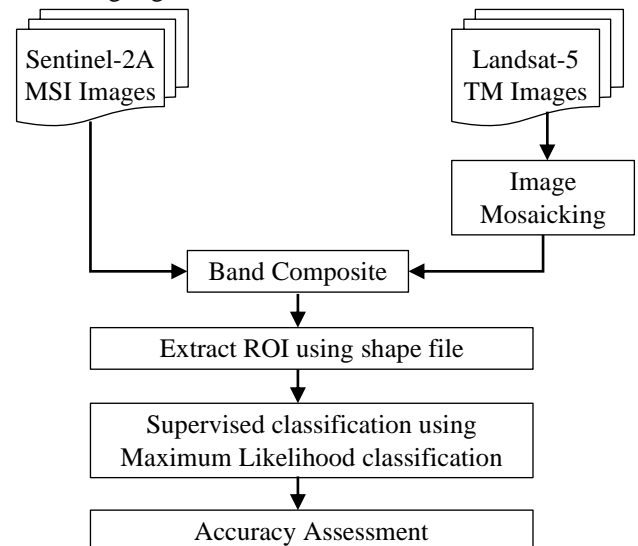 Sentinel-2A
MSI Images
Landsat-5
TM Images
Image
Mosaicking
Band Composite
Extract ROI using shape file
Supervised classification using
Maximum Likelihood classification
Accuracy Assessment